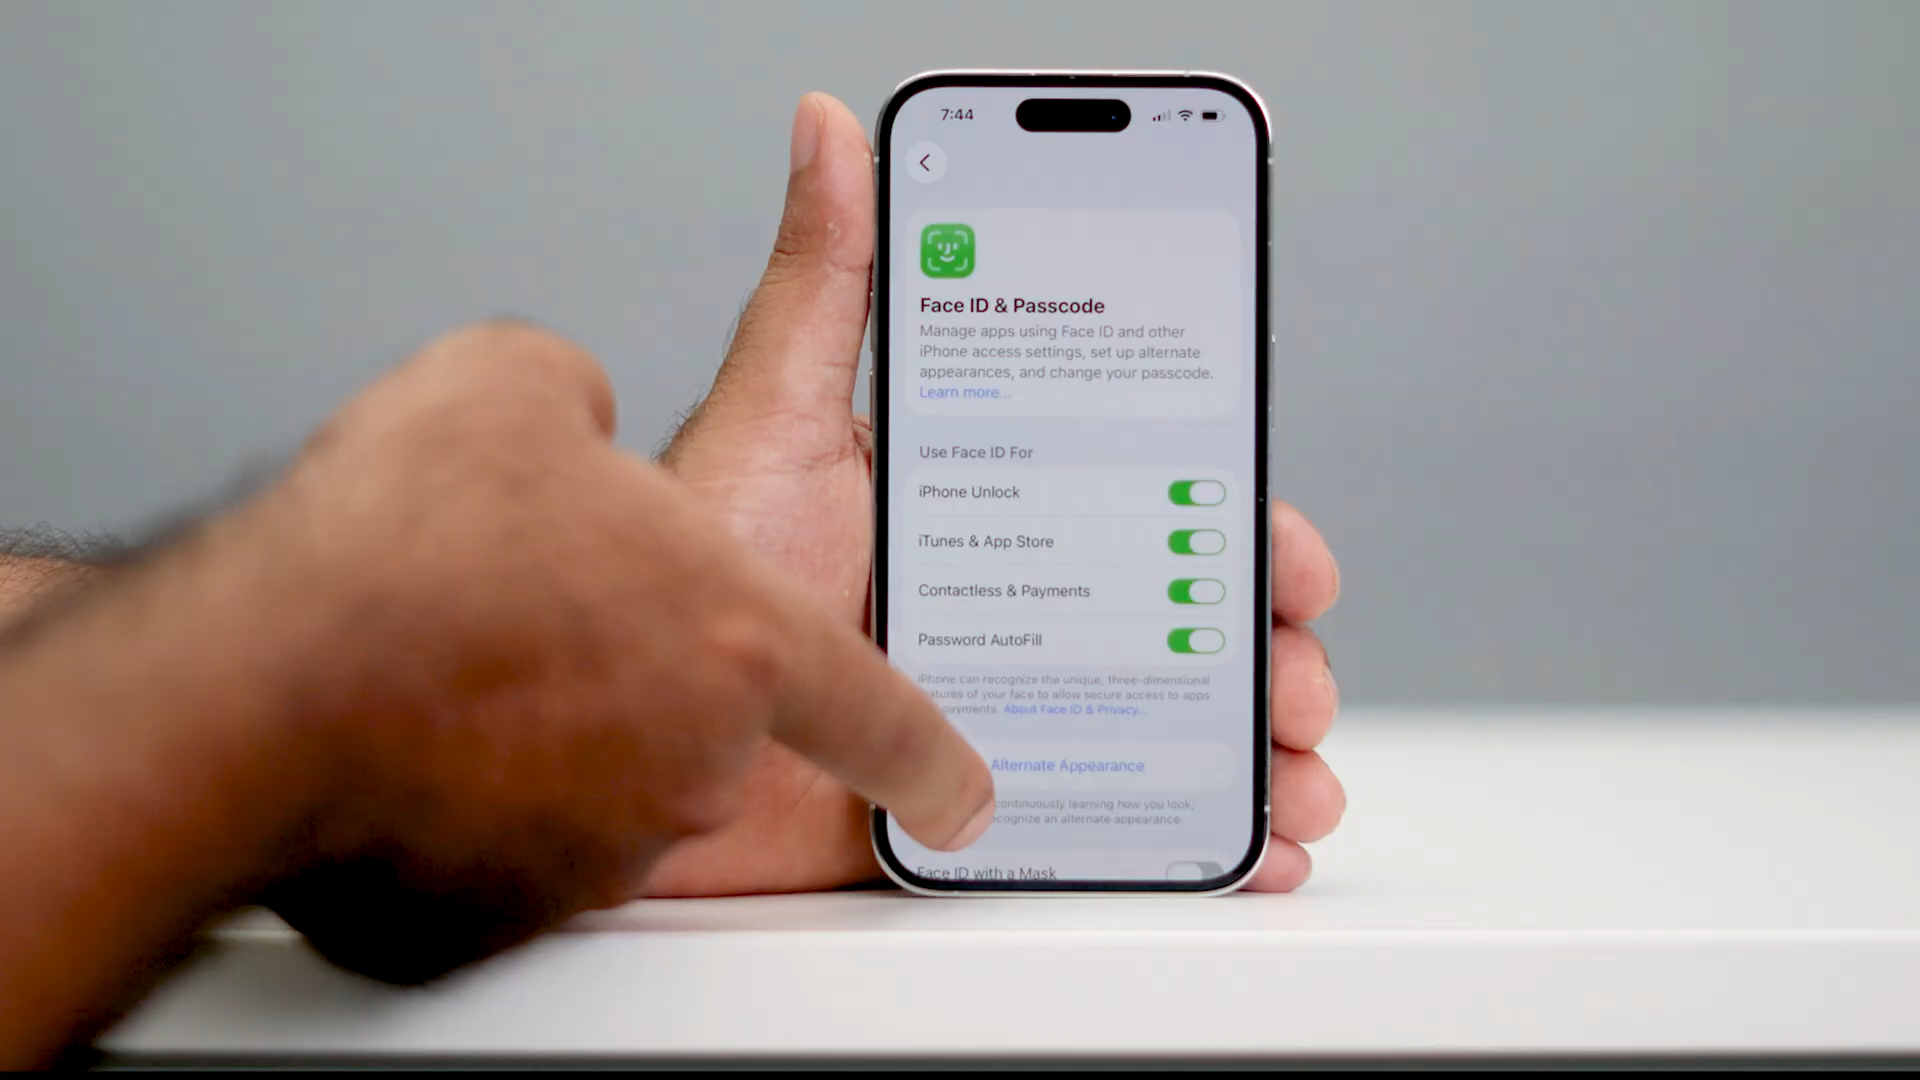 7:44
Face ID & Passcode
Manage apps using Face ID and other
iPhone access settings, set up alternate
appearances, and change your passcode.
Learn more...
Use Face ID For
iPhone Unlock
iTunes & App Store
Contactless & Payments
Password AutoFill
iPhone can recognize the unique, three-dimensional
of your face to allow secure access to apps
payments. About Face ID & Privacy...
Alternate Appearance
continuously learning how you look,
recognize an alternate appearance.
Face ID with a Mask